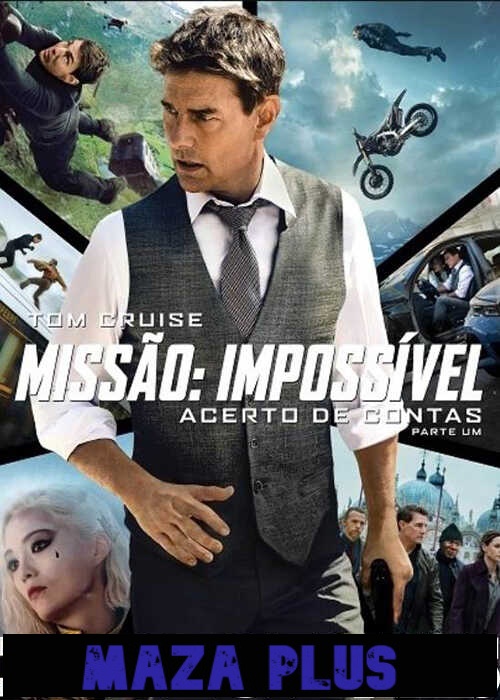 TOM CRUISE
MISSÃO: IMPOSSÍVEL
ACERTO DE CONTAS
PARTE UM
MAZA PLUS